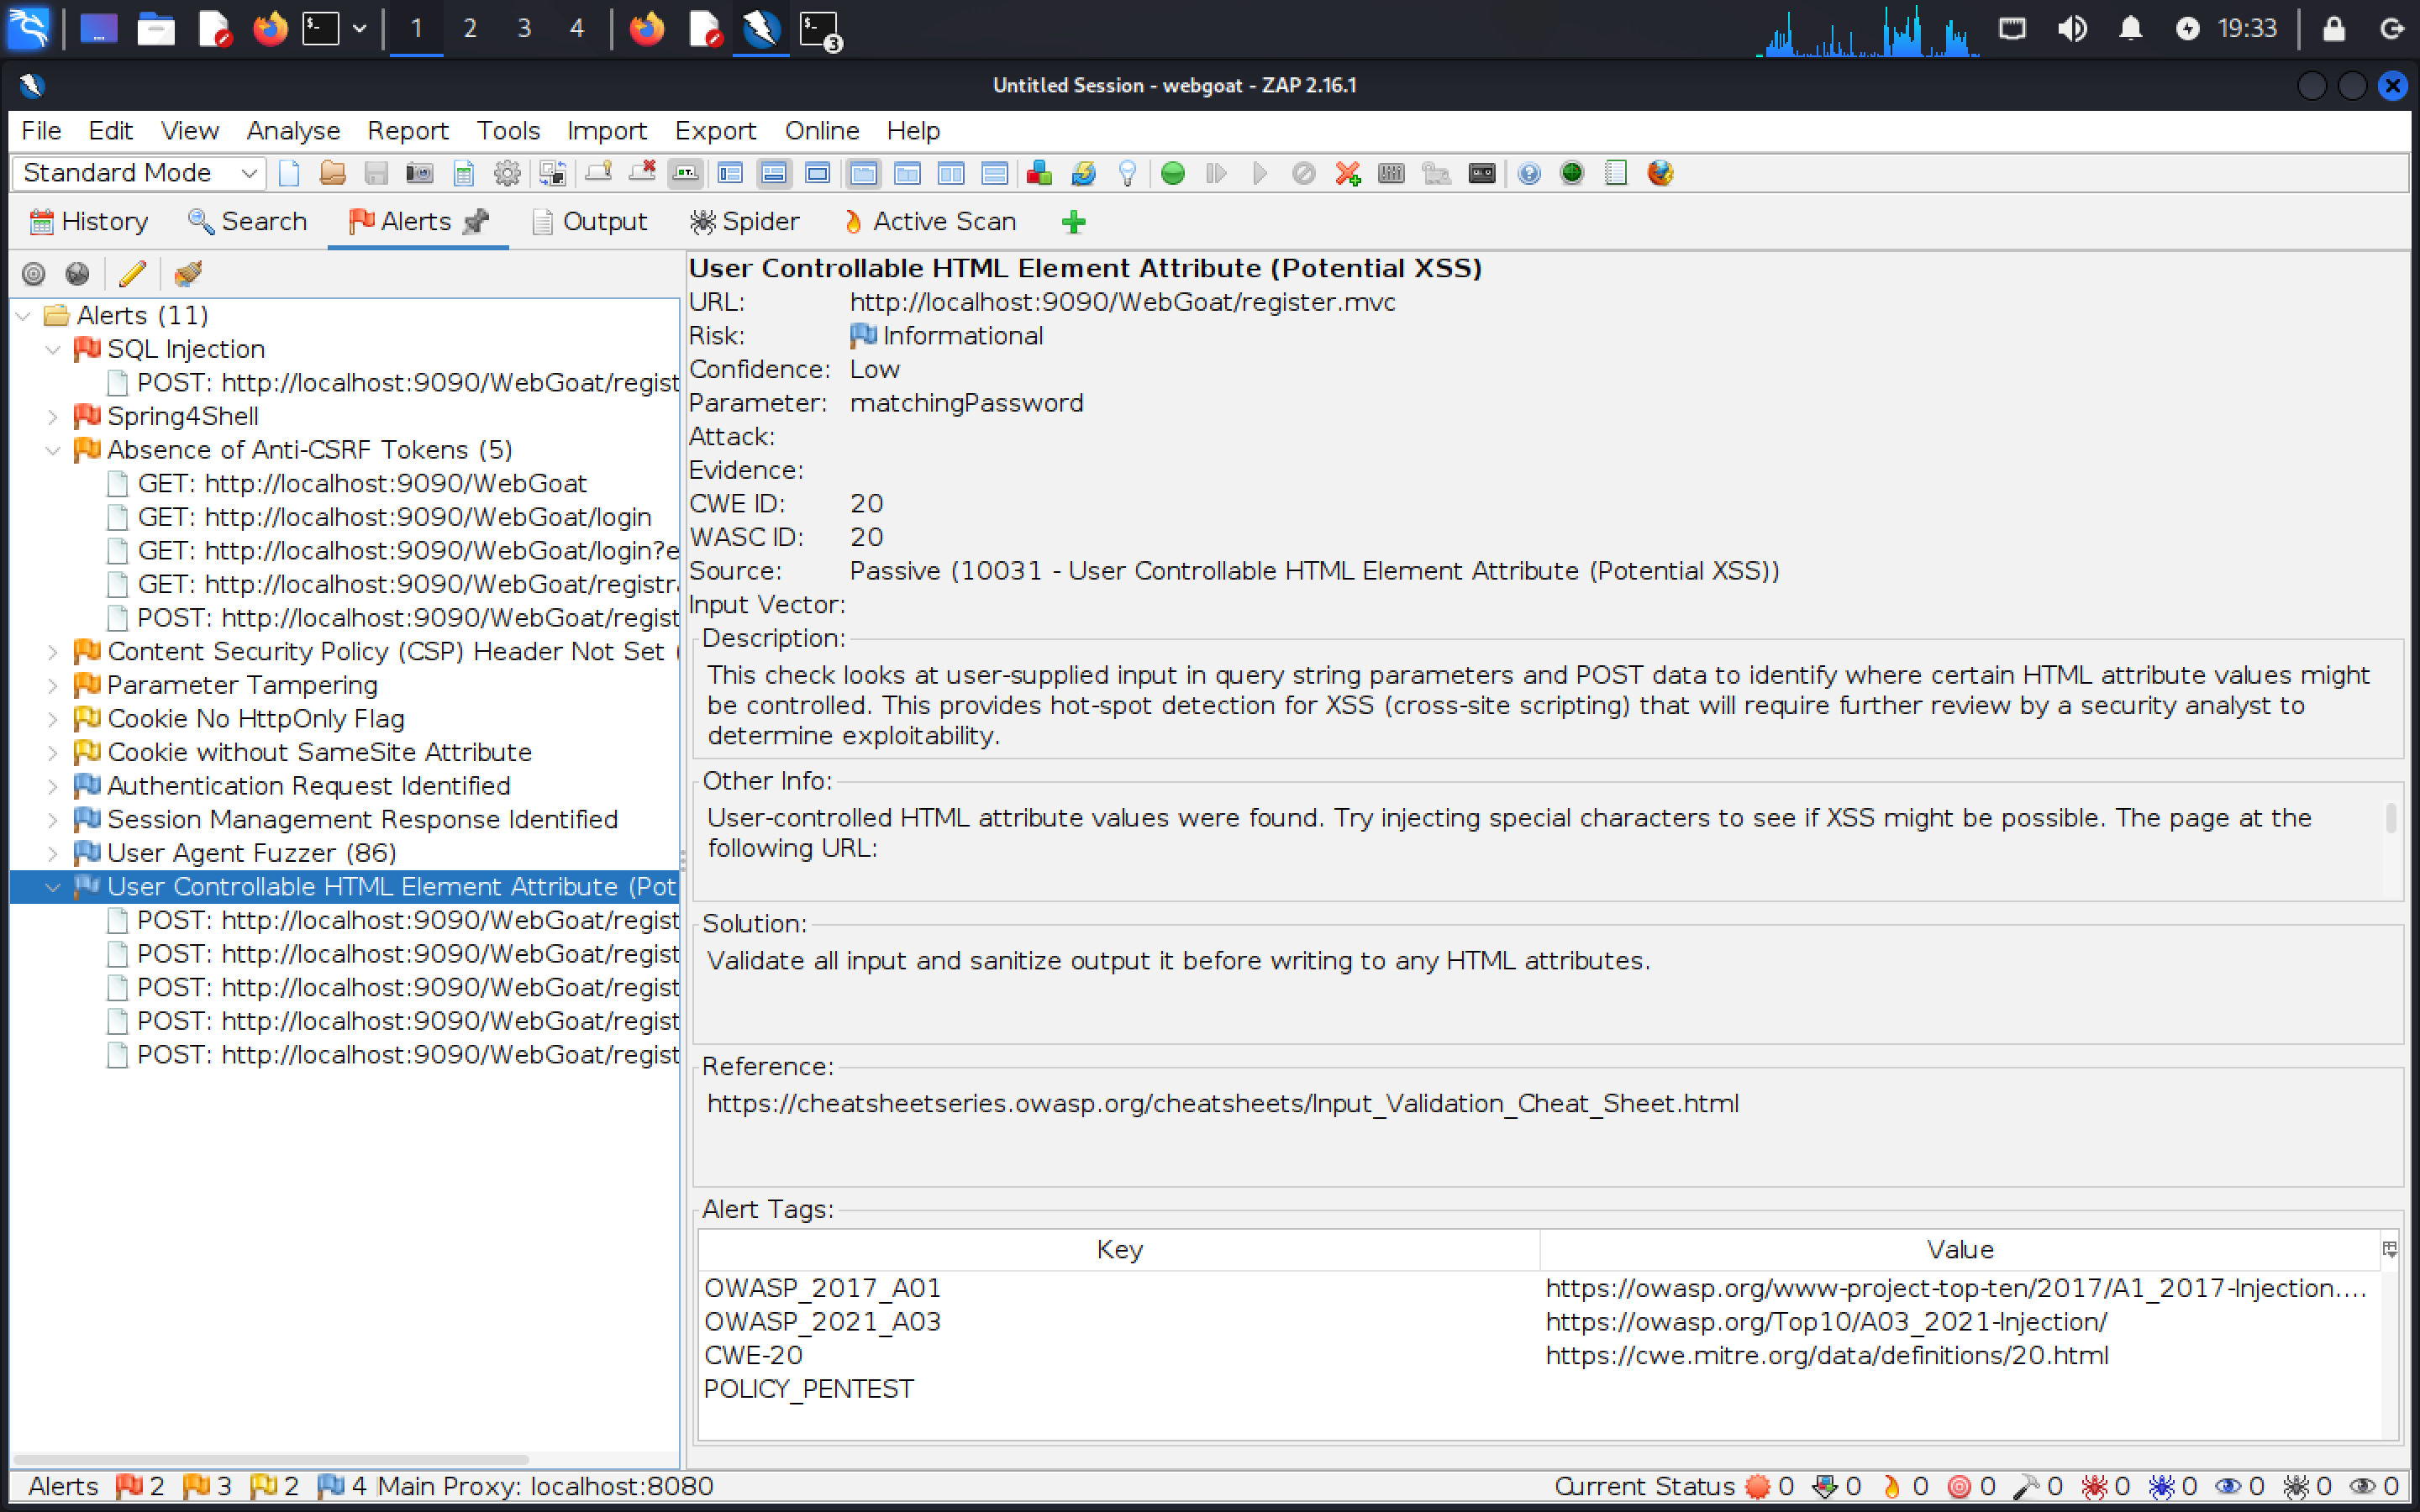 1 2 3 4 3 19:33
Untitled Session - webgoat - ZAP 2.16.1
File Edit View Analyse Report Tools Import Export Online Help
Standard Mode
History Search Alerts Output Spider Active Scan
Alerts (11)
SQL Injection
POST: http://localhost:9090/WebGoat/regist
Spring4Shell
Absence of Anti-CSRF Tokens (5)
GET: http://localhost:9090/WebGoat
GET: http://localhost:9090/WebGoat/login
GET: http://localhost:9090/WebGoat/login?e
GET: http://localhost:9090/WebGoat/registr
POST: http://localhost:9090/WebGoat/regist
Content Security Policy (CSP) Header Not Set (
Parameter Tampering
Cookie No HttpOnly Flag
Cookie without SameSite Attribute
Authentication Request Identified
Session Management Response Identified
User Agent Fuzzer (86)
User Controllable HTML Element Attribute (Pot
POST: http://localhost:9090/WebGoat/regist
POST: http://localhost:9090/WebGoat/regist
POST: http://localhost:9090/WebGoat/regist
POST: http://localhost:9090/WebGoat/regist
POST: http://localhost:9090/WebGoat/regist
User Controllable HTML Element Attribute (Potential XSS)
URL: http://localhost:9090/WebGoat/register.mvc
Risk: Informational
Confidence: Low
Parameter: matchingPassword
Attack:
Evidence:
CWE ID: 20
WASC ID: 20
Source: Passive (10031 - User Controllable HTML Element Attribute (Potential XSS))
Input Vector:
Description:
This check looks at user-supplied input in query string parameters and POST data to identify where certain HTML attribute values might
be controlled. This provides hot-spot detection for XSS (cross-site scripting) that will require further review by a security analyst to
determine exploitability.
Other Info:
User-controlled HTML attribute values were found. Try injecting special characters to see if XSS might be possible. The page at the
following URL:
Solution:
Validate all input and sanitize output it before writing to any HTML attributes.
Reference:
https://cheatsheetseries.owasp.org/cheatsheets/Input_Validation_Cheat_Sheet.html
Alert Tags:
Key Value
OWASP_2017_A01 https://owasp.org/www-project-top-ten/2017/A1_2017-Injection....
OWASP_2021_A03 https://owasp.org/Top10/A03_2021-Injection/
CWE-20 https://cwe.mitre.org/data/definitions/20.html
POLICY_PENTEST
Alerts 2 3 2 4 Main Proxy: localhost:8080 Current Status 0 0 0 0 0 0 0 0 0 0